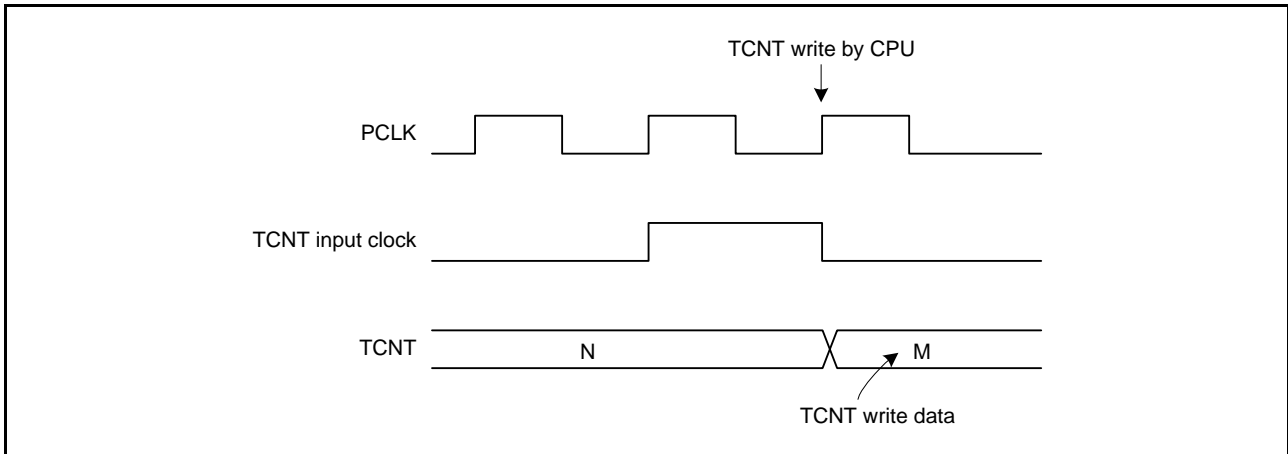 TCNT write by CPU
PCLK
TCNT input clock
TCNT
N
M
TCNT write data